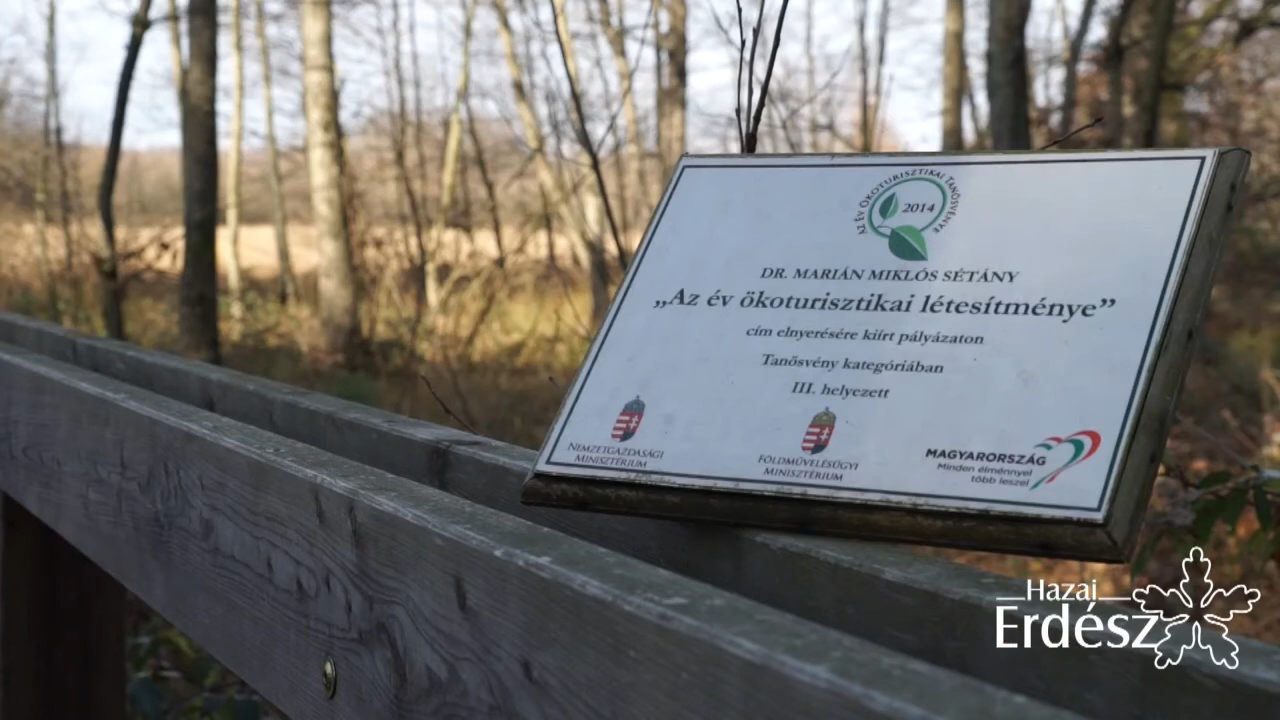 AZ ÉV ÖKOTURISZTIKAI TANÖSVÉNYE
2014
DR. MARIÁN MIKLÓS SÉTÁNY
„Az év ökoturisztikai létesítménye”
cím elnyerésére kiírt pályázaton
Tanösvény kategóriában
III. helyezett
NEMZETGAZDASÁGI
MINISZTÉRIUM
FÖLDMŰVELÉSÜGYI
MINISZTÉRIUM
MAGYARORSZÁG
Minden élménnyel
több leszel
Hazai
Erdész